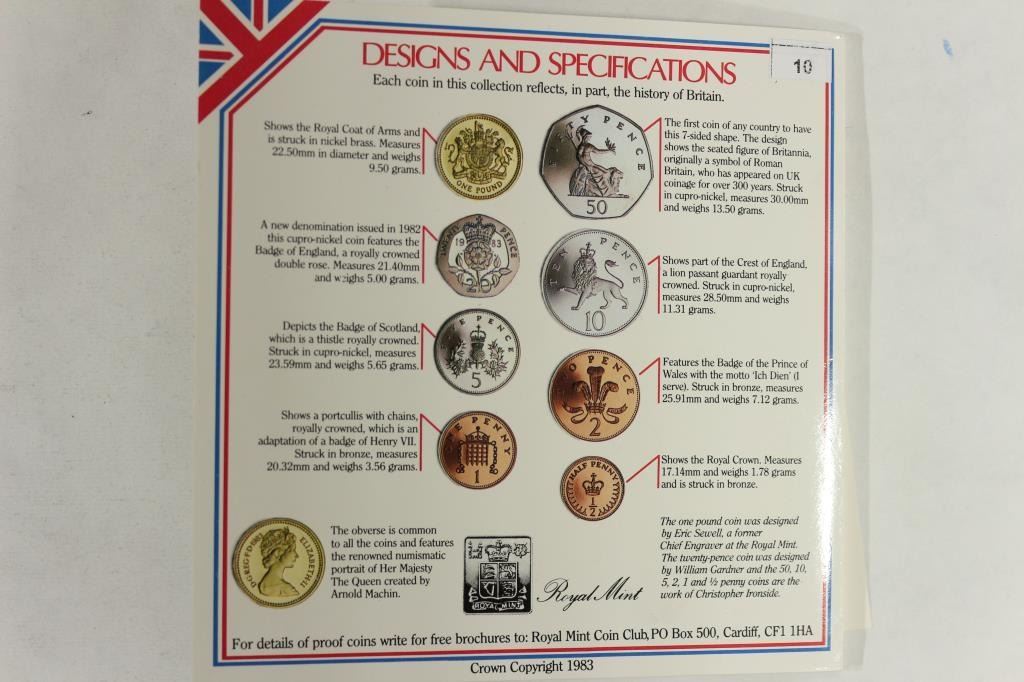 DESIGNS AND SPECIFICATIONS
10
Each coin in this collection reflects, in part, the history of Britain.
Shows the Royal Coat of Arms and
is struck in nickel brass. Measures
22.50mm in diameter and weighs
9.50 grams.
ONE POUND
FIFTY PENCE
50
The first coin of any country to have
this 7-sided shape. The design
shows the seated figure of Britannia,
originally a symbol of Roman
Britain, who has appeared on UK
coinage for over 300 years. Struck
in cupro-nickel, measures 30.00mm
and weighs 13.50 grams.
A new denomination issued in 1982
this cupro-nickel coin features the
Badge of England, a royally crowned
double rose. Measures 21.40mm
and weighs 5.00 grams.
TWENTY PENCE
1983
20
TEN PENCE
10
Shows part of the Crest of England,
a lion passant guardant royally
crowned. Struck in cupro-nickel,
measures 28.50mm and weighs
11.31 grams.
Depicts the Badge of Scotland,
which is a thistle royally crowned.
Struck in cupro-nickel, measures
23.59mm and weighs 5.65 grams.
FIVE PENCE
5
TWO PENCE
2
Features the Badge of the Prince of
Wales with the motto 'Ich Dien' (I
serve). Struck in bronze, measures
25.91mm and weighs 7.12 grams.
Shows a portcullis with chains,
royally crowned, which is an
adaptation of a badge of Henry VII.
Struck in bronze, measures
20.32mm and weighs 3.56 grams.
ONE PENNY
1
HALF PENNY
½
Shows the Royal Crown. Measures
17.14mm and weighs 1.78 grams
and is struck in bronze.
D·G·REG·F·D·1983
ELIZABETH II
The obverse is common
to all the coins and features
the renowned numismatic
portrait of Her Majesty
The Queen created by
Arnold Machin.
ROYAL MINT
Royal Mint
The one pound coin was designed
by Eric Sewell, a former
Chief Engraver at the Royal Mint.
The twenty-pence coin was designed
by William Gardner and the 50, 10,
5, 2, 1 and ½ penny coins are the
work of Christopher Ironside.
For details of proof coins write for free brochures to: Royal Mint Coin Club, PO Box 500, Cardiff, CF1 1HA
Crown Copyright 1983